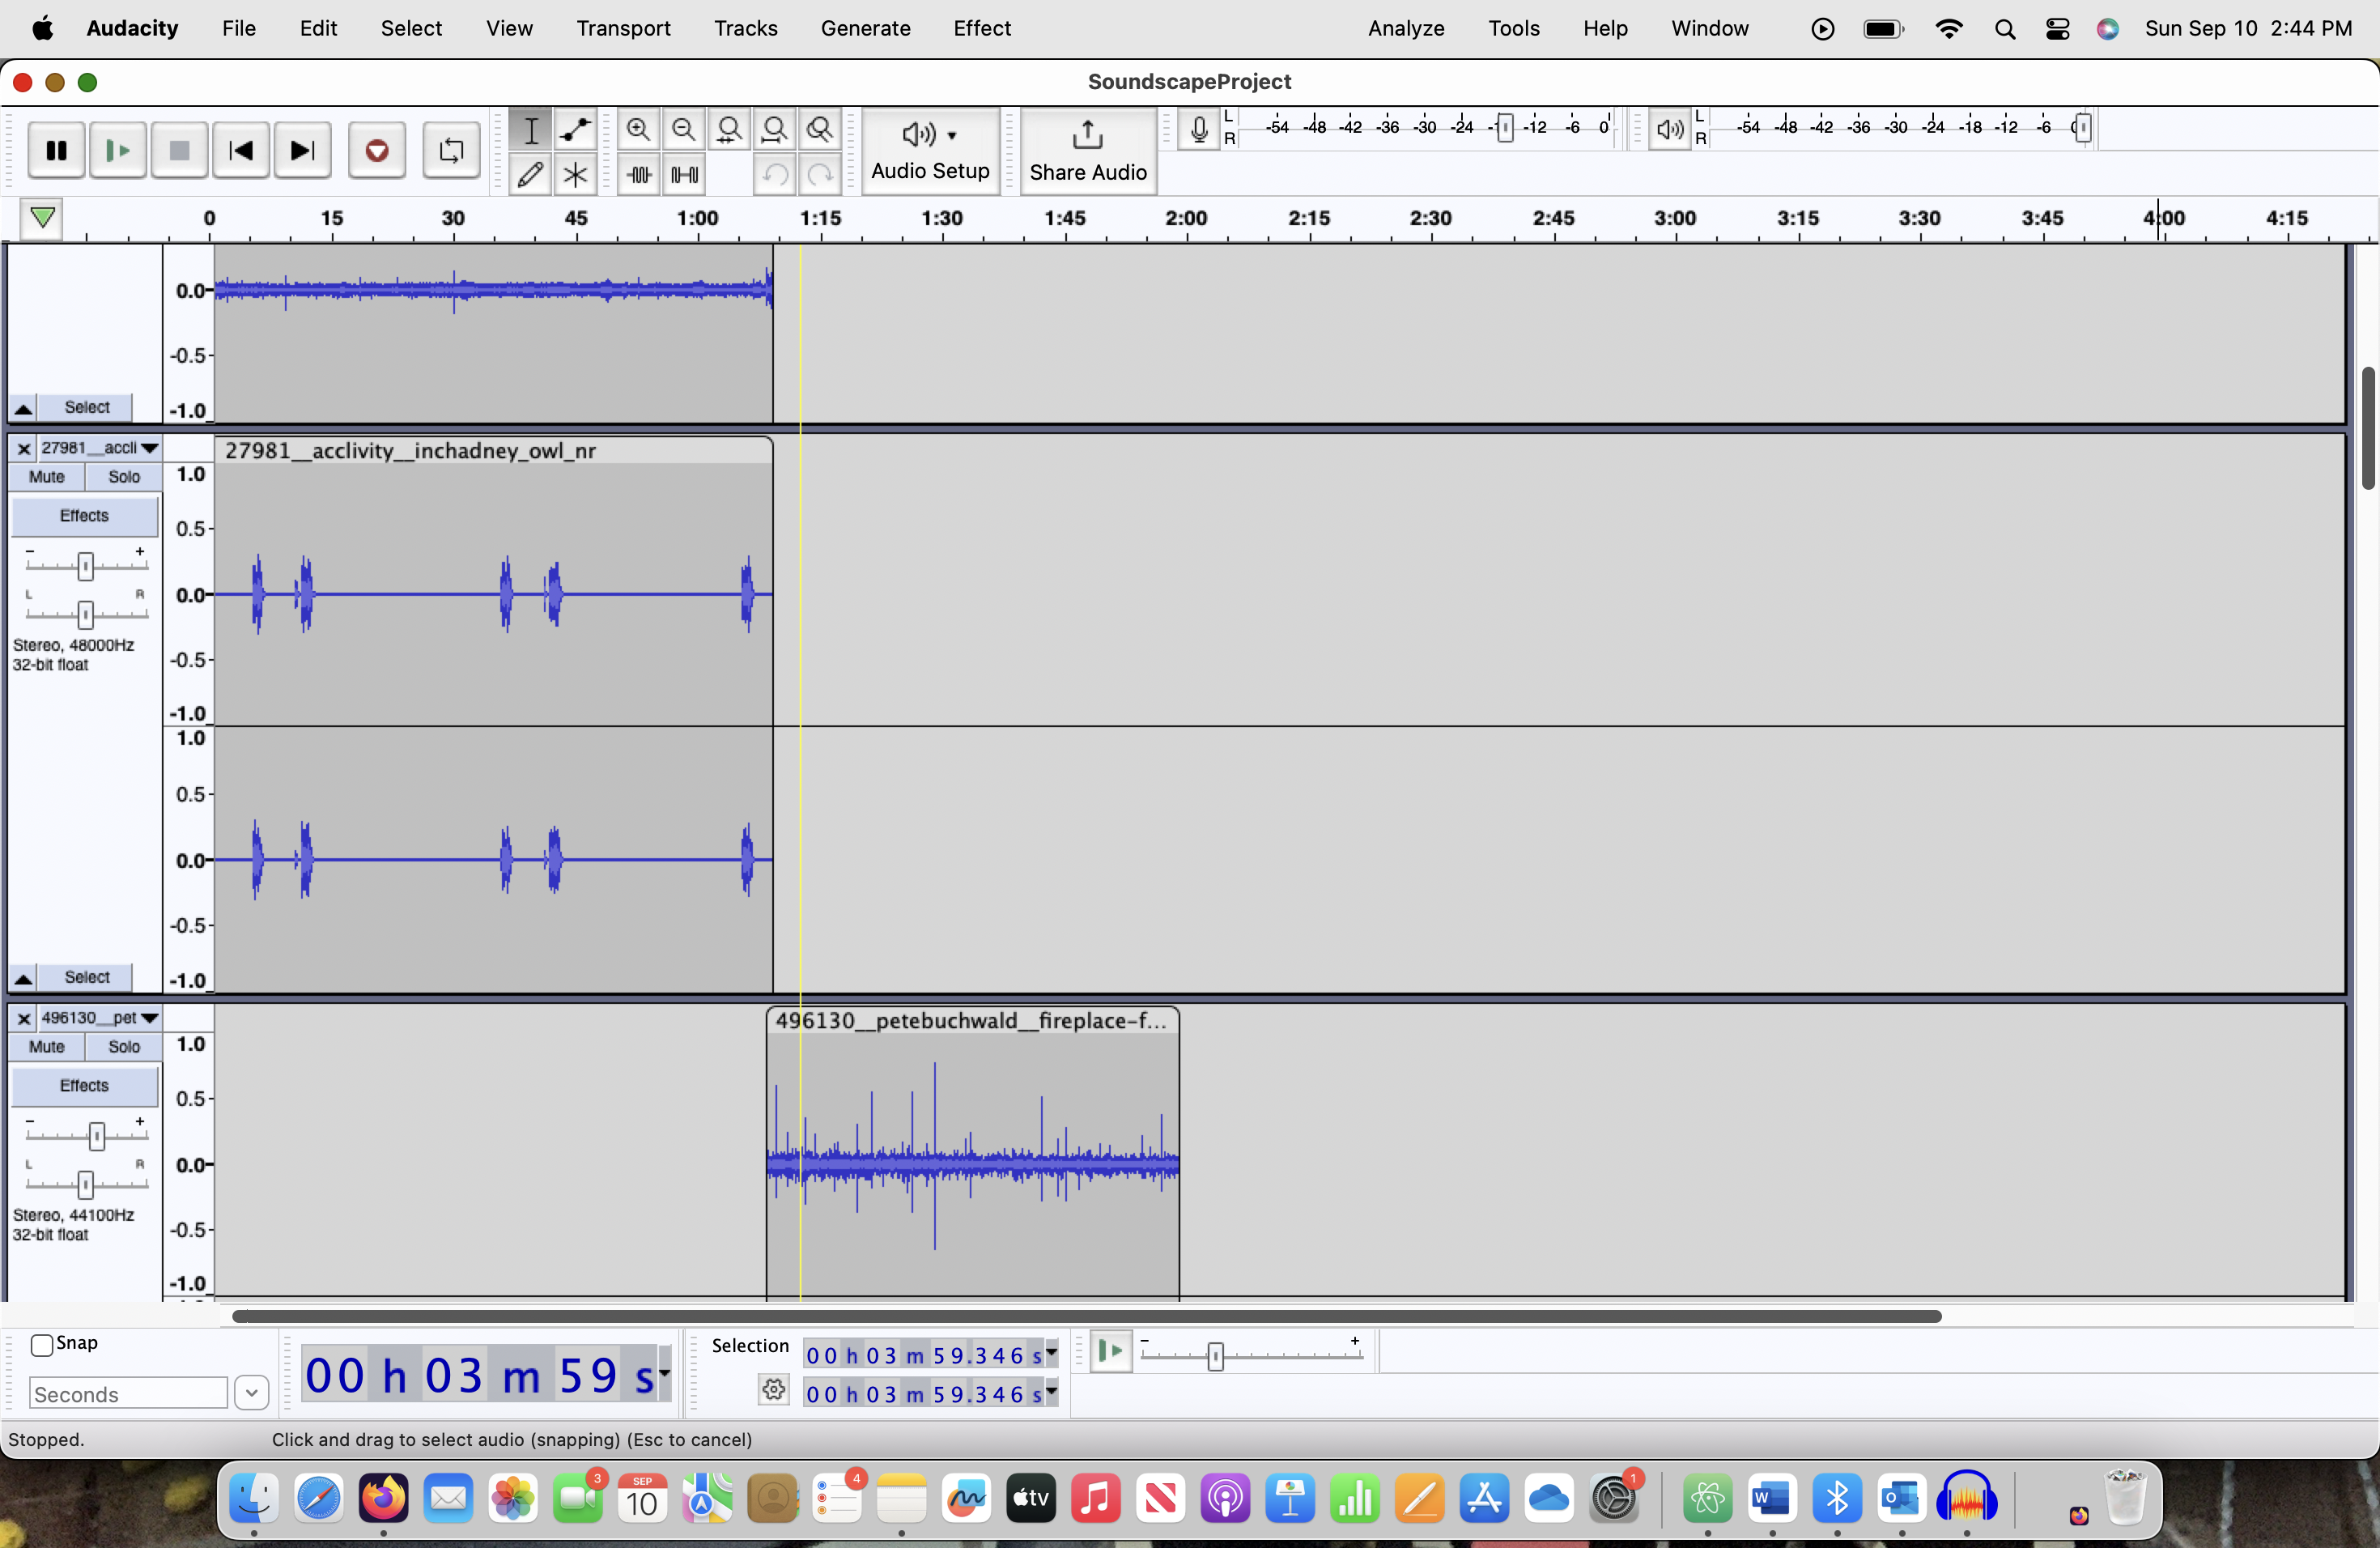 Audacity File Edit Select View Transport Tracks Generate Effect Analyze Tools Help Window Sun Sep 10 2:44 PM
SoundscapeProject
L
R
-54 -48 -42 -36 -30 -24 -12 -6 0
L
R
-54 -48 -42 -36 -30 -24 -18 -12 -6
Audio Setup
Share Audio
0 15 30 45 1:00 1:15 1:30 1:45 2:00 2:15 2:30 2:45 3:00 3:15 3:30 3:45 4:00 4:15
0.0
-0.5
-1.0
Select
27981__accli
27981__acclivity__inchadney_owl_nr
Mute Solo
Effects
- +
L R
Stereo, 48000Hz
32-bit float
1.0
0.5
0.0
-0.5
-1.0
1.0
0.5
0.0
-0.5
-1.0
Select
496130__pet
496130__petebuchwald__fireplace-f...
Mute Solo
Effects
- +
L R
Stereo, 44100Hz
32-bit float
1.0
0.5
0.0
-0.5
-1.0
Snap
Seconds
00 h 03 m 59 s
Selection
00 h 03 m 59.346 s
00 h 03 m 59.346 s
- +
Stopped.
Click and drag to select audio (snapping) (Esc to cancel)
3
SEP
10
4
tv
1
W
O